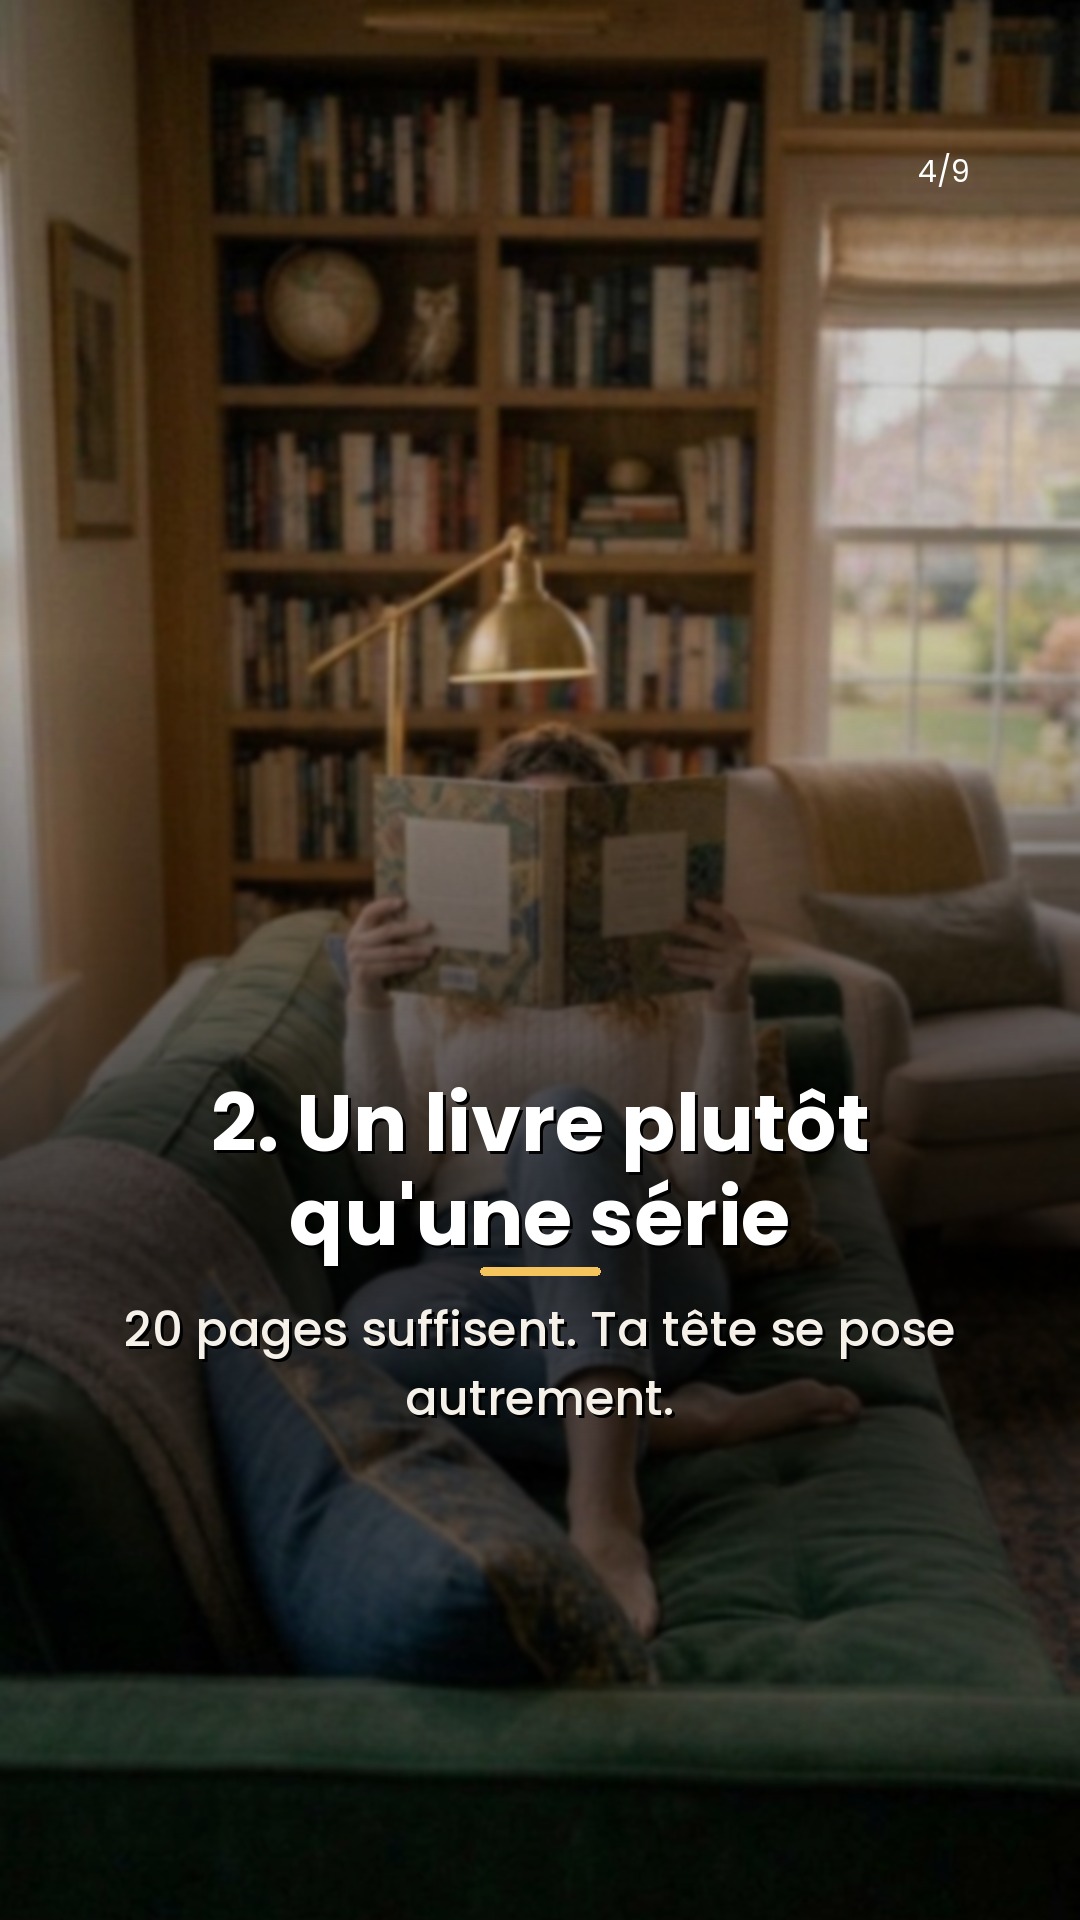 4/9
2. Un livre plutôt
qu'une série
20 pages suffisent. Ta tête se pose
autrement.